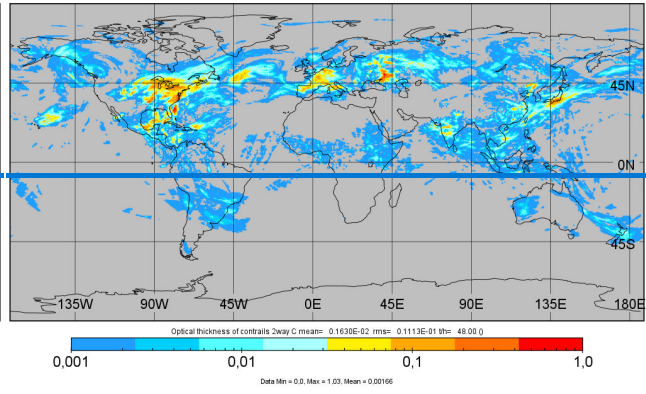 45N
0N
45S
135W 90W 45W 0E 45E 90E 135E 180E
Optical thickness of contrails 2way C mean= 0.1630E-02 rms= 0.1113E-01 t/h= 48.00 ()
0,001 0,01 0,1 1,0
Data Min = 0,0, Max = 1,03, Mean = 0,00166